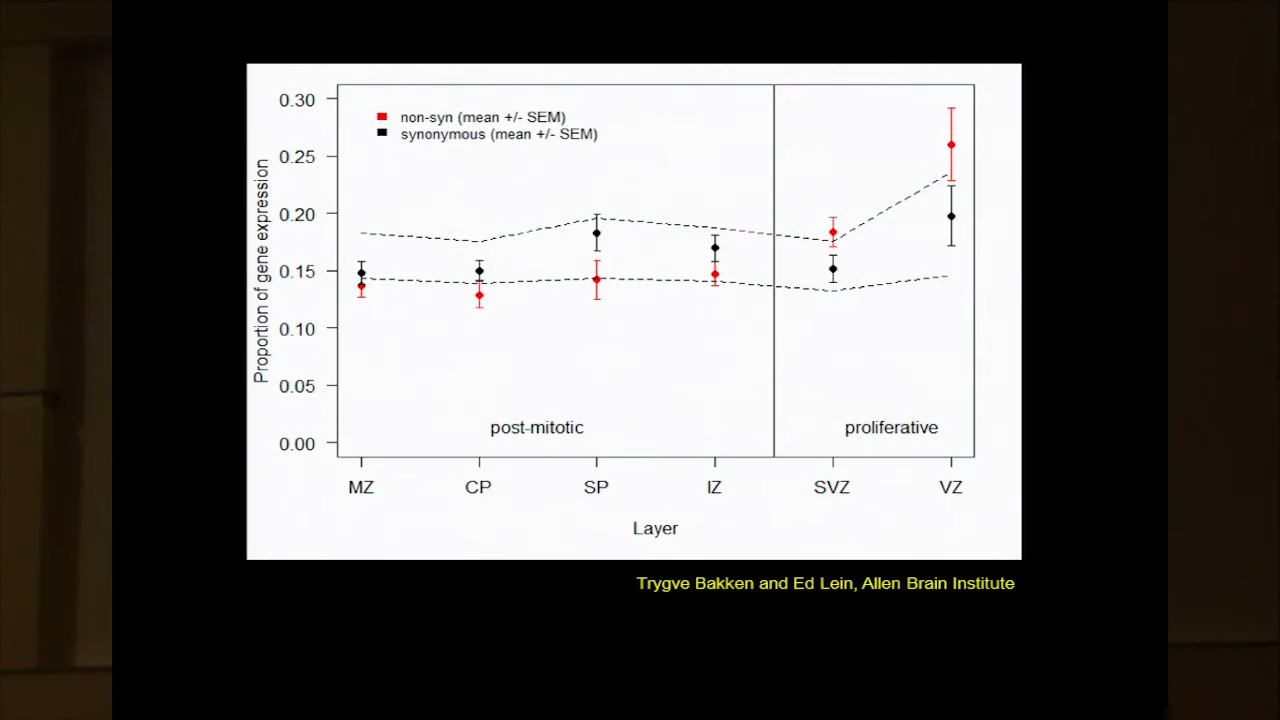 0.30
0.25
0.20
0.15
0.10
0.05
0.00
Proportion of gene expression
non-syn (mean +/- SEM)
synonymous (mean +/- SEM)
post-mitotic
proliferative
MZ CP SP IZ SVZ VZ
Layer
Trygve Bakken and Ed Lein, Allen Brain Institute